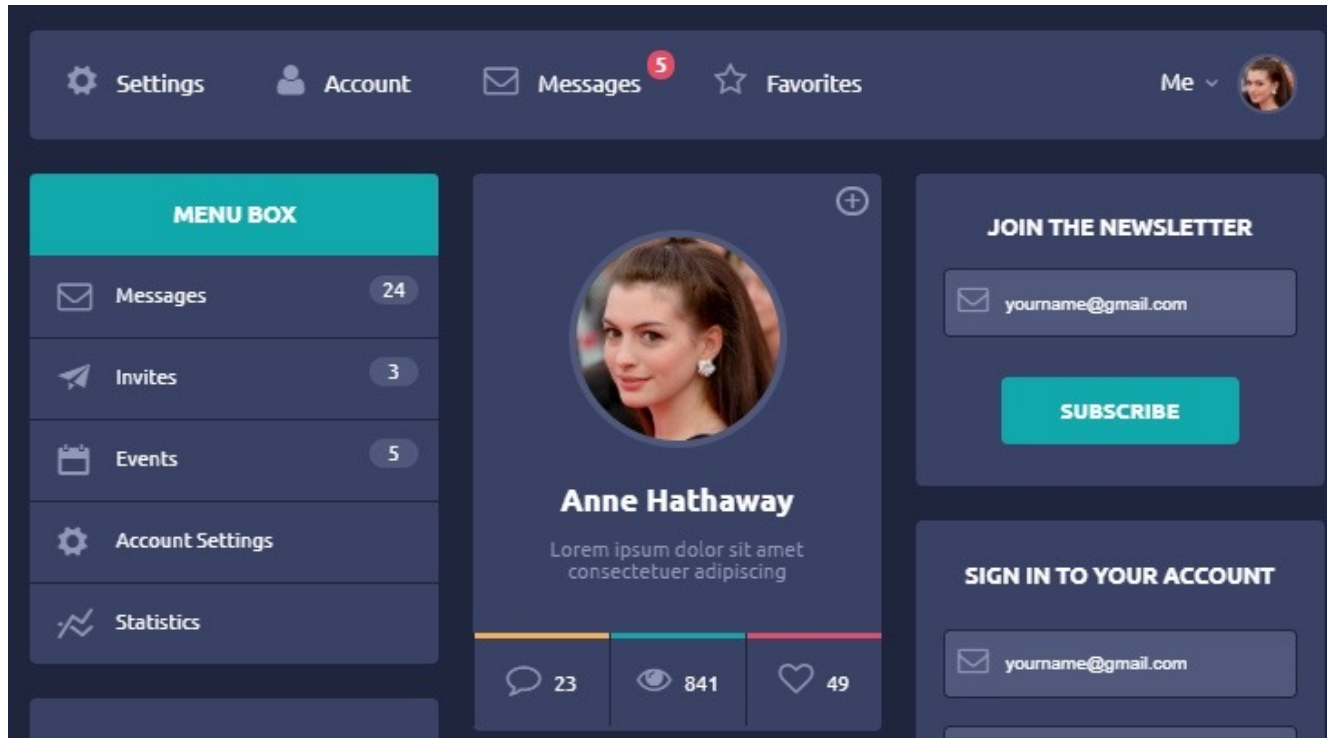 Settings
Account
Messages
5
Favorites
Me
MENU BOX
Messages
24
Invites
3
Events
5
Account Settings
Statistics
Anne Hathaway
Lorem ipsum dolor sit amet
consectetuer adipiscing
23
841
49
JOIN THE NEWSLETTER
yourname@gmail.com
SUBSCRIBE
SIGN IN TO YOUR ACCOUNT
yourname@gmail.com